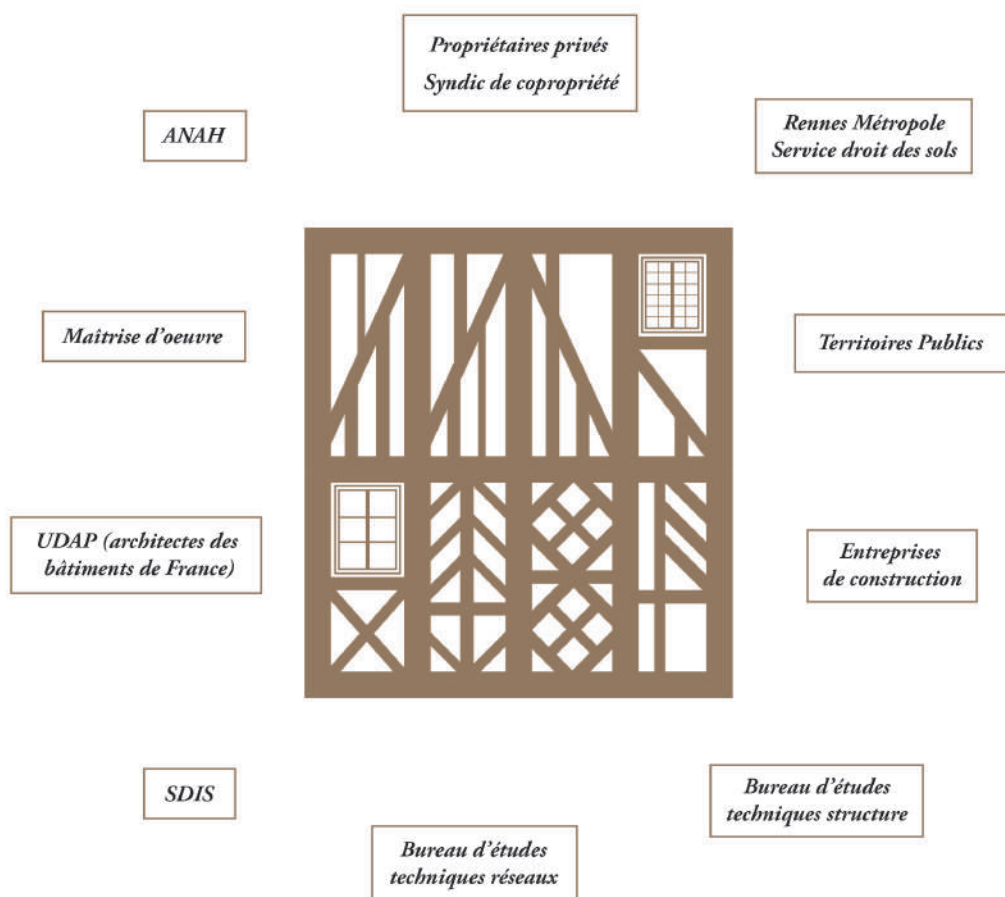 Propriétaires privés
Syndic de copropriété
ANAH
Rennes Métropole
Service droit des sols
Maîtrise d'oeuvre
Territoires Publics
UDAP (architectes des
bâtiments de France)
Entreprises
de construction
SDIS
Bureau d'études
techniques structure
Bureau d'études
techniques réseaux